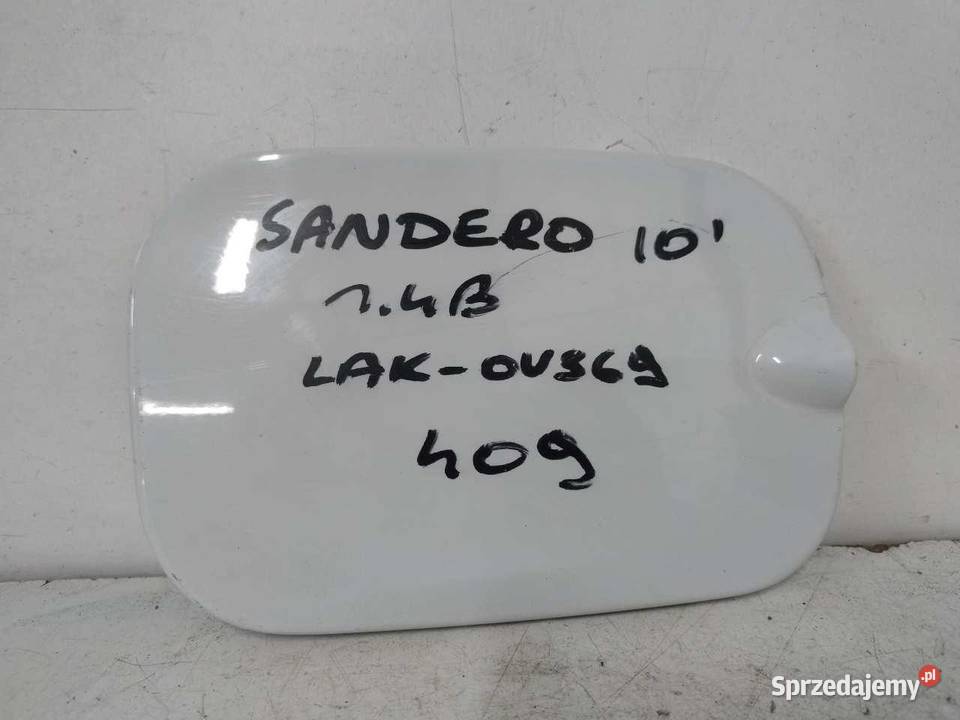 SANDERO 10'
1.4B
LAK-OV369
409
Sprzedajemy.pl